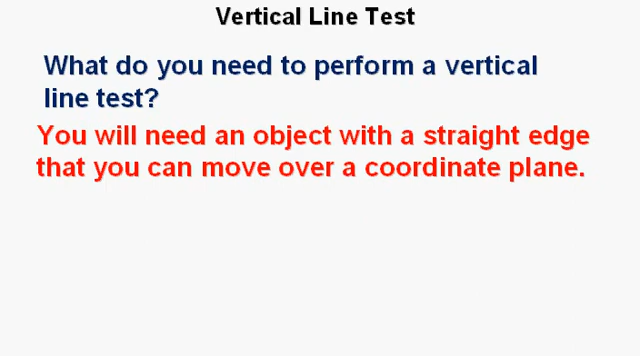 Vertical Line Test
What do you need to perform a vertical
line test?
You will need an object with a straight edge
that you can move over a coordinate plane.